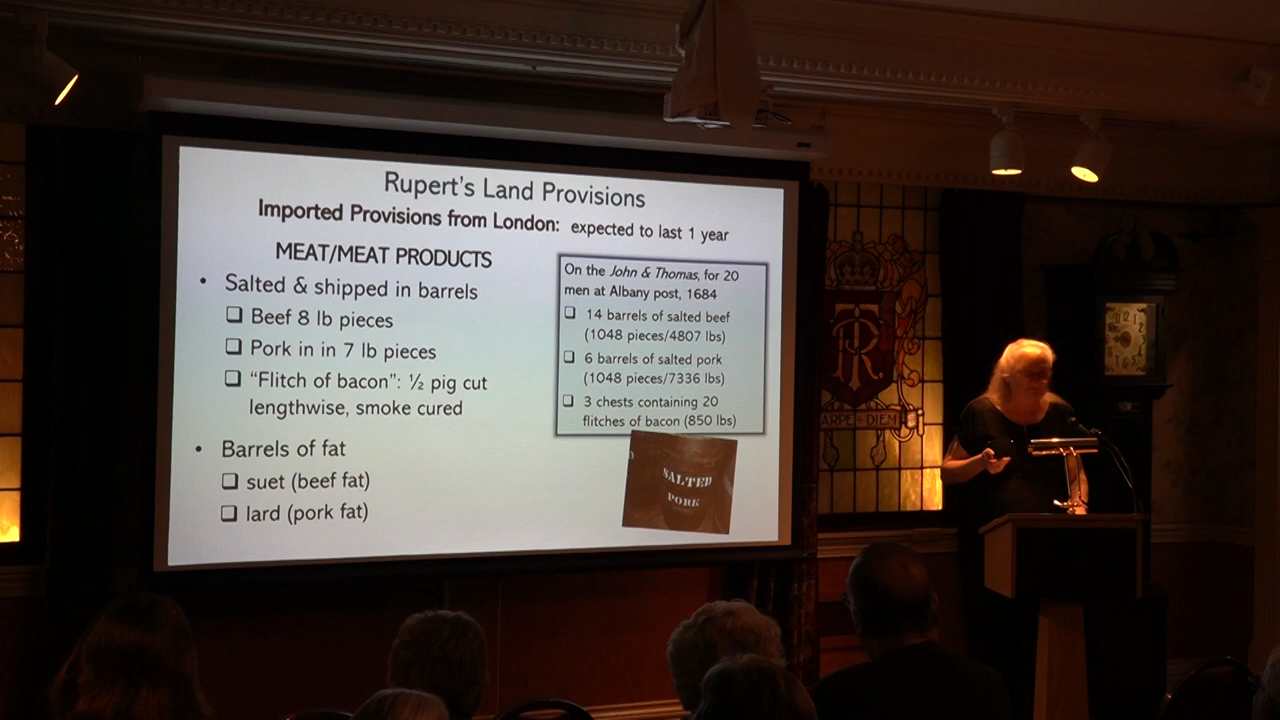 Rupert's Land Provisions
Imported Provisions from London: expected to last 1 year
MEAT/MEAT PRODUCTS
• Salted & shipped in barrels
❑ Beef 8 lb pieces
❑ Pork in in 7 lb pieces
❑ “Flitch of bacon”: ½ pig cut
lengthwise, smoke cured
• Barrels of fat
❑ suet (beef fat)
❑ lard (pork fat)
On the John & Thomas, for 20
men at Albany post, 1684
❑ 14 barrels of salted beef
(1048 pieces/4807 lbs)
❑ 6 barrels of salted pork
(1048 pieces/7336 lbs)
❑ 3 chests containing 20
flitches of bacon (850 lbs)
SALTED
PORK
ARPE DIEM